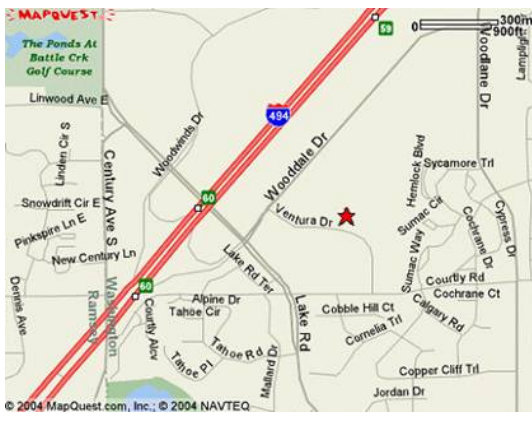 MAPQUEST
59
0 300m
900ft
The Ponds At
Battle Crk
Golf Course
Woodlane Dr
Linwood Ave E
494
Woodwinds Dr
Linden Cir S
Century Ave S
Wooddale Dr
Hemlock Blvd
Sycamore Trl
Snowdrift Cir E
60
Ventura Dr
Sumac Cir
Cochrane Dr
Cypress Dr
Pinkspire Ln E
New Century Ln
Lake Rd Ter
Sumac Way
Courtly Rd
Dennis Ave
Ramsey
Washington
60
Courtly Alcv
Alpine Dr
Tahoe Cir
Lake Rd
Cobble Hill Ct
Cochrane Ct
Calgary Rd
Cornelia Trl
Tahoe Pl
Tahoe Rd
Mallard Dr
Copper Cliff Trl
Jordan Dr
© 2004 MapQuest.com, Inc.; © 2004 NAVTEQ